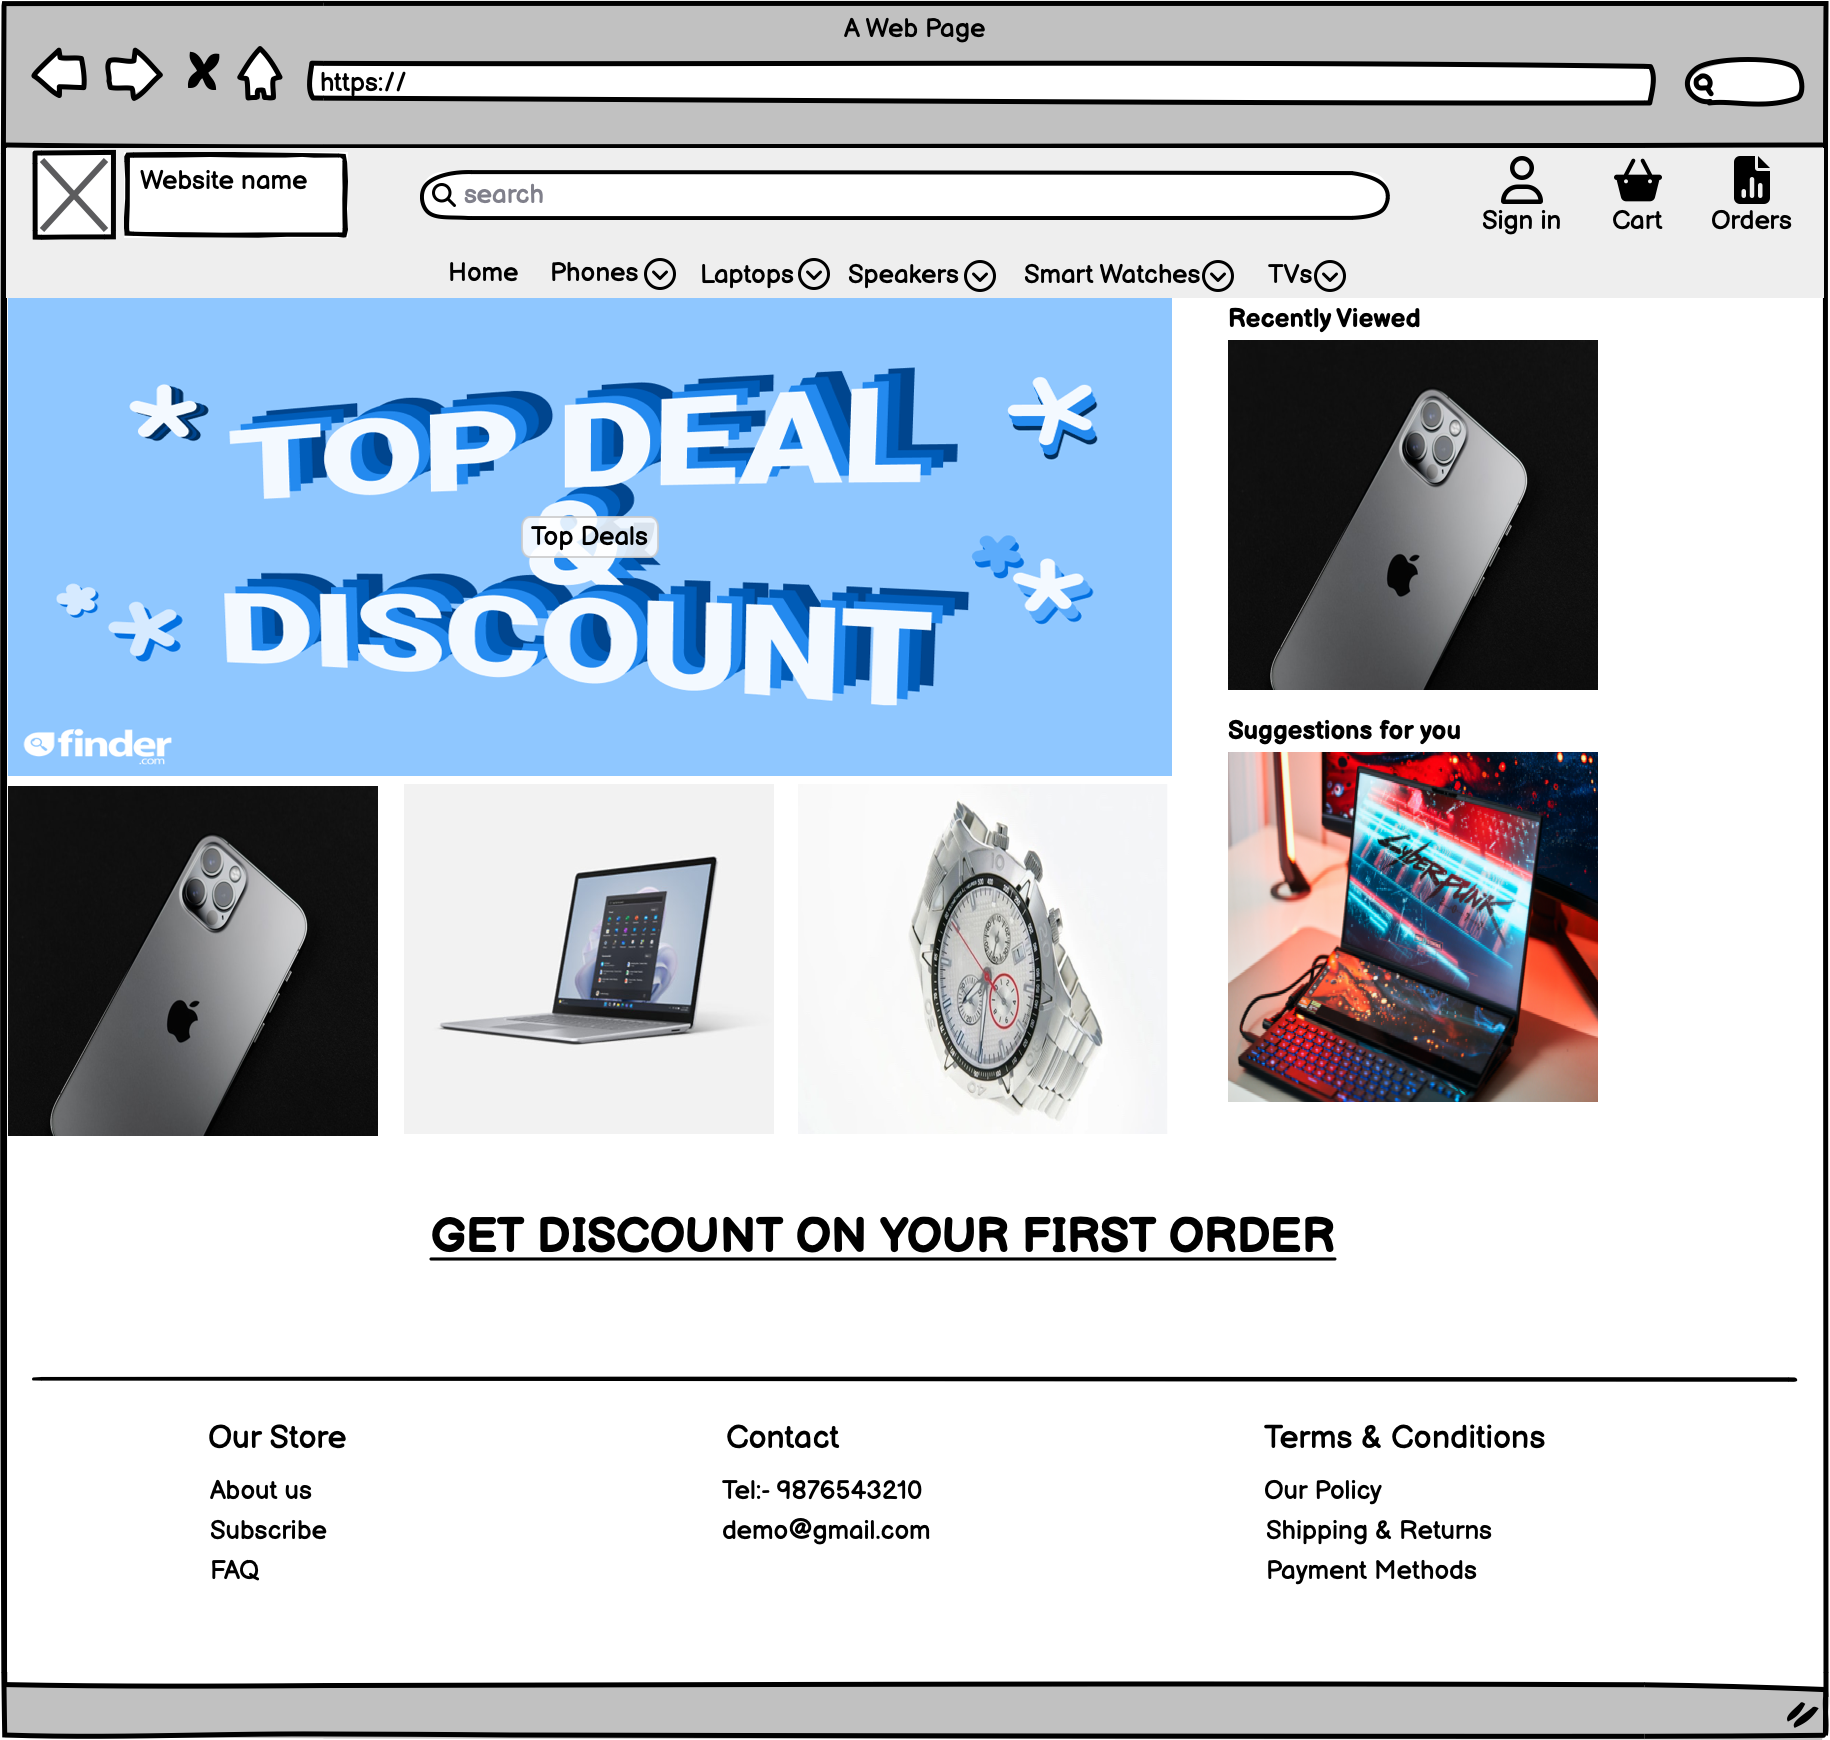 A Web Page
https://
Website name
search
Sign in
Cart
Orders
Home
Phones
Laptops
Speakers
Smart Watches
TVs
TOP DEAL
&
Top Deals
DISCOUNT
finder
.com
Recently Viewed
Suggestions for you
Cyberpunk
GET DISCOUNT ON YOUR FIRST ORDER
Our Store
About us
Subscribe
FAQ
Contact
Tel:- 9876543210
demo@gmail.com
Terms & Conditions
Our Policy
Shipping & Returns
Payment Methods